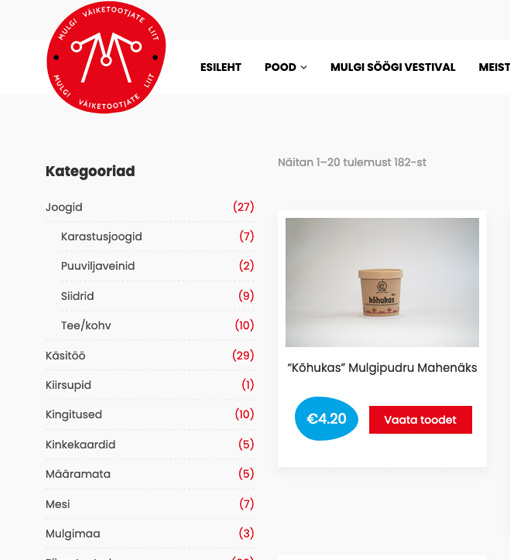 MULGI VÄIKETOOTJATE LIIT
MULGI VÄIKETOOTJATE LIIT
ESILEHT POOD MULGI SÖÖGI VESTIVAL MEIST
Kategooriad
Näitan 1–20 tulemust 182-st
Joogid (27)
Karastusjoogid (7)
Puuviljaveinid (2)
Siidrid (9)
Tee/kohv (10)
Käsitöö (29)
Kiirsupid (1)
Kingitused (10)
Kinkekaardid (5)
Määramata (5)
Mesi (7)
Mulgimaa (3)
kõhukas
“Kõhukas” Mulgipudru Mahenäks
€4.20
Vaata toodet